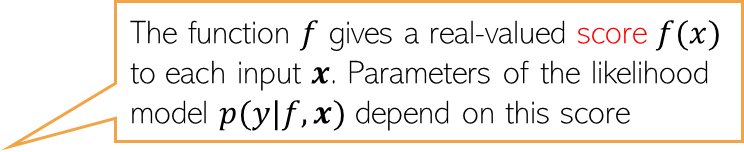 The function f gives a real-valued score f(x)
to each input x. Parameters of the likelihood
model p(y|f, x) depend on this score